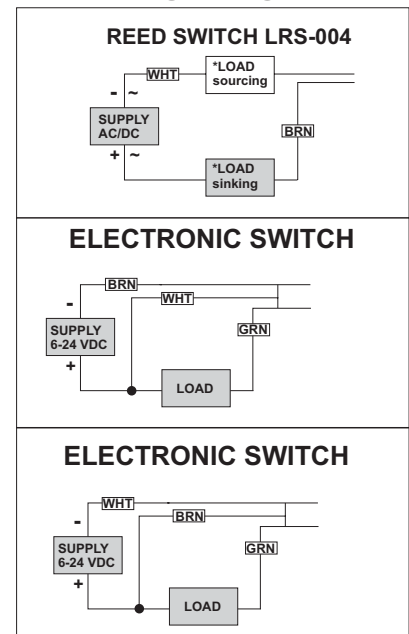 REED SWITCH LRS-004
WHT
*LOAD
sourcing
- ~
SUPPLY
AC/DC
BRN
+ ~
*LOAD
sinking
ELECTRONIC SWITCH
BRN
-
WHT
SUPPLY
6-24 VDC
GRN
+
LOAD
ELECTRONIC SWITCH
WHT
-
BRN
SUPPLY
6-24 VDC
GRN
+
LOAD